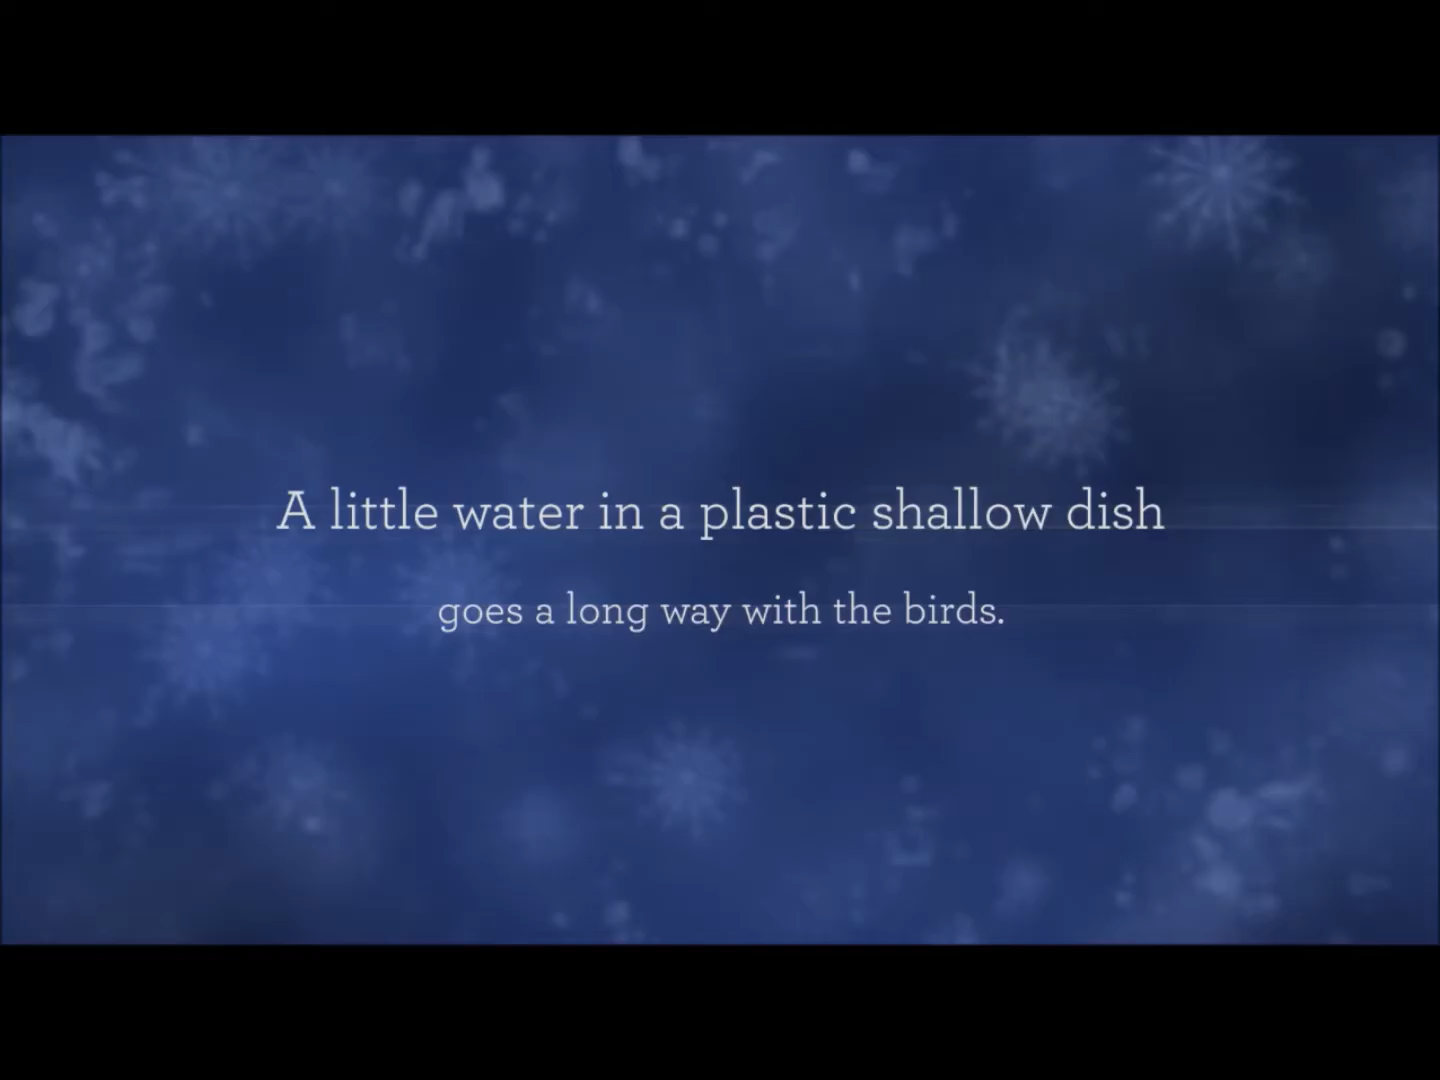 A little water in a plastic shallow dish
goes a long way with the birds.